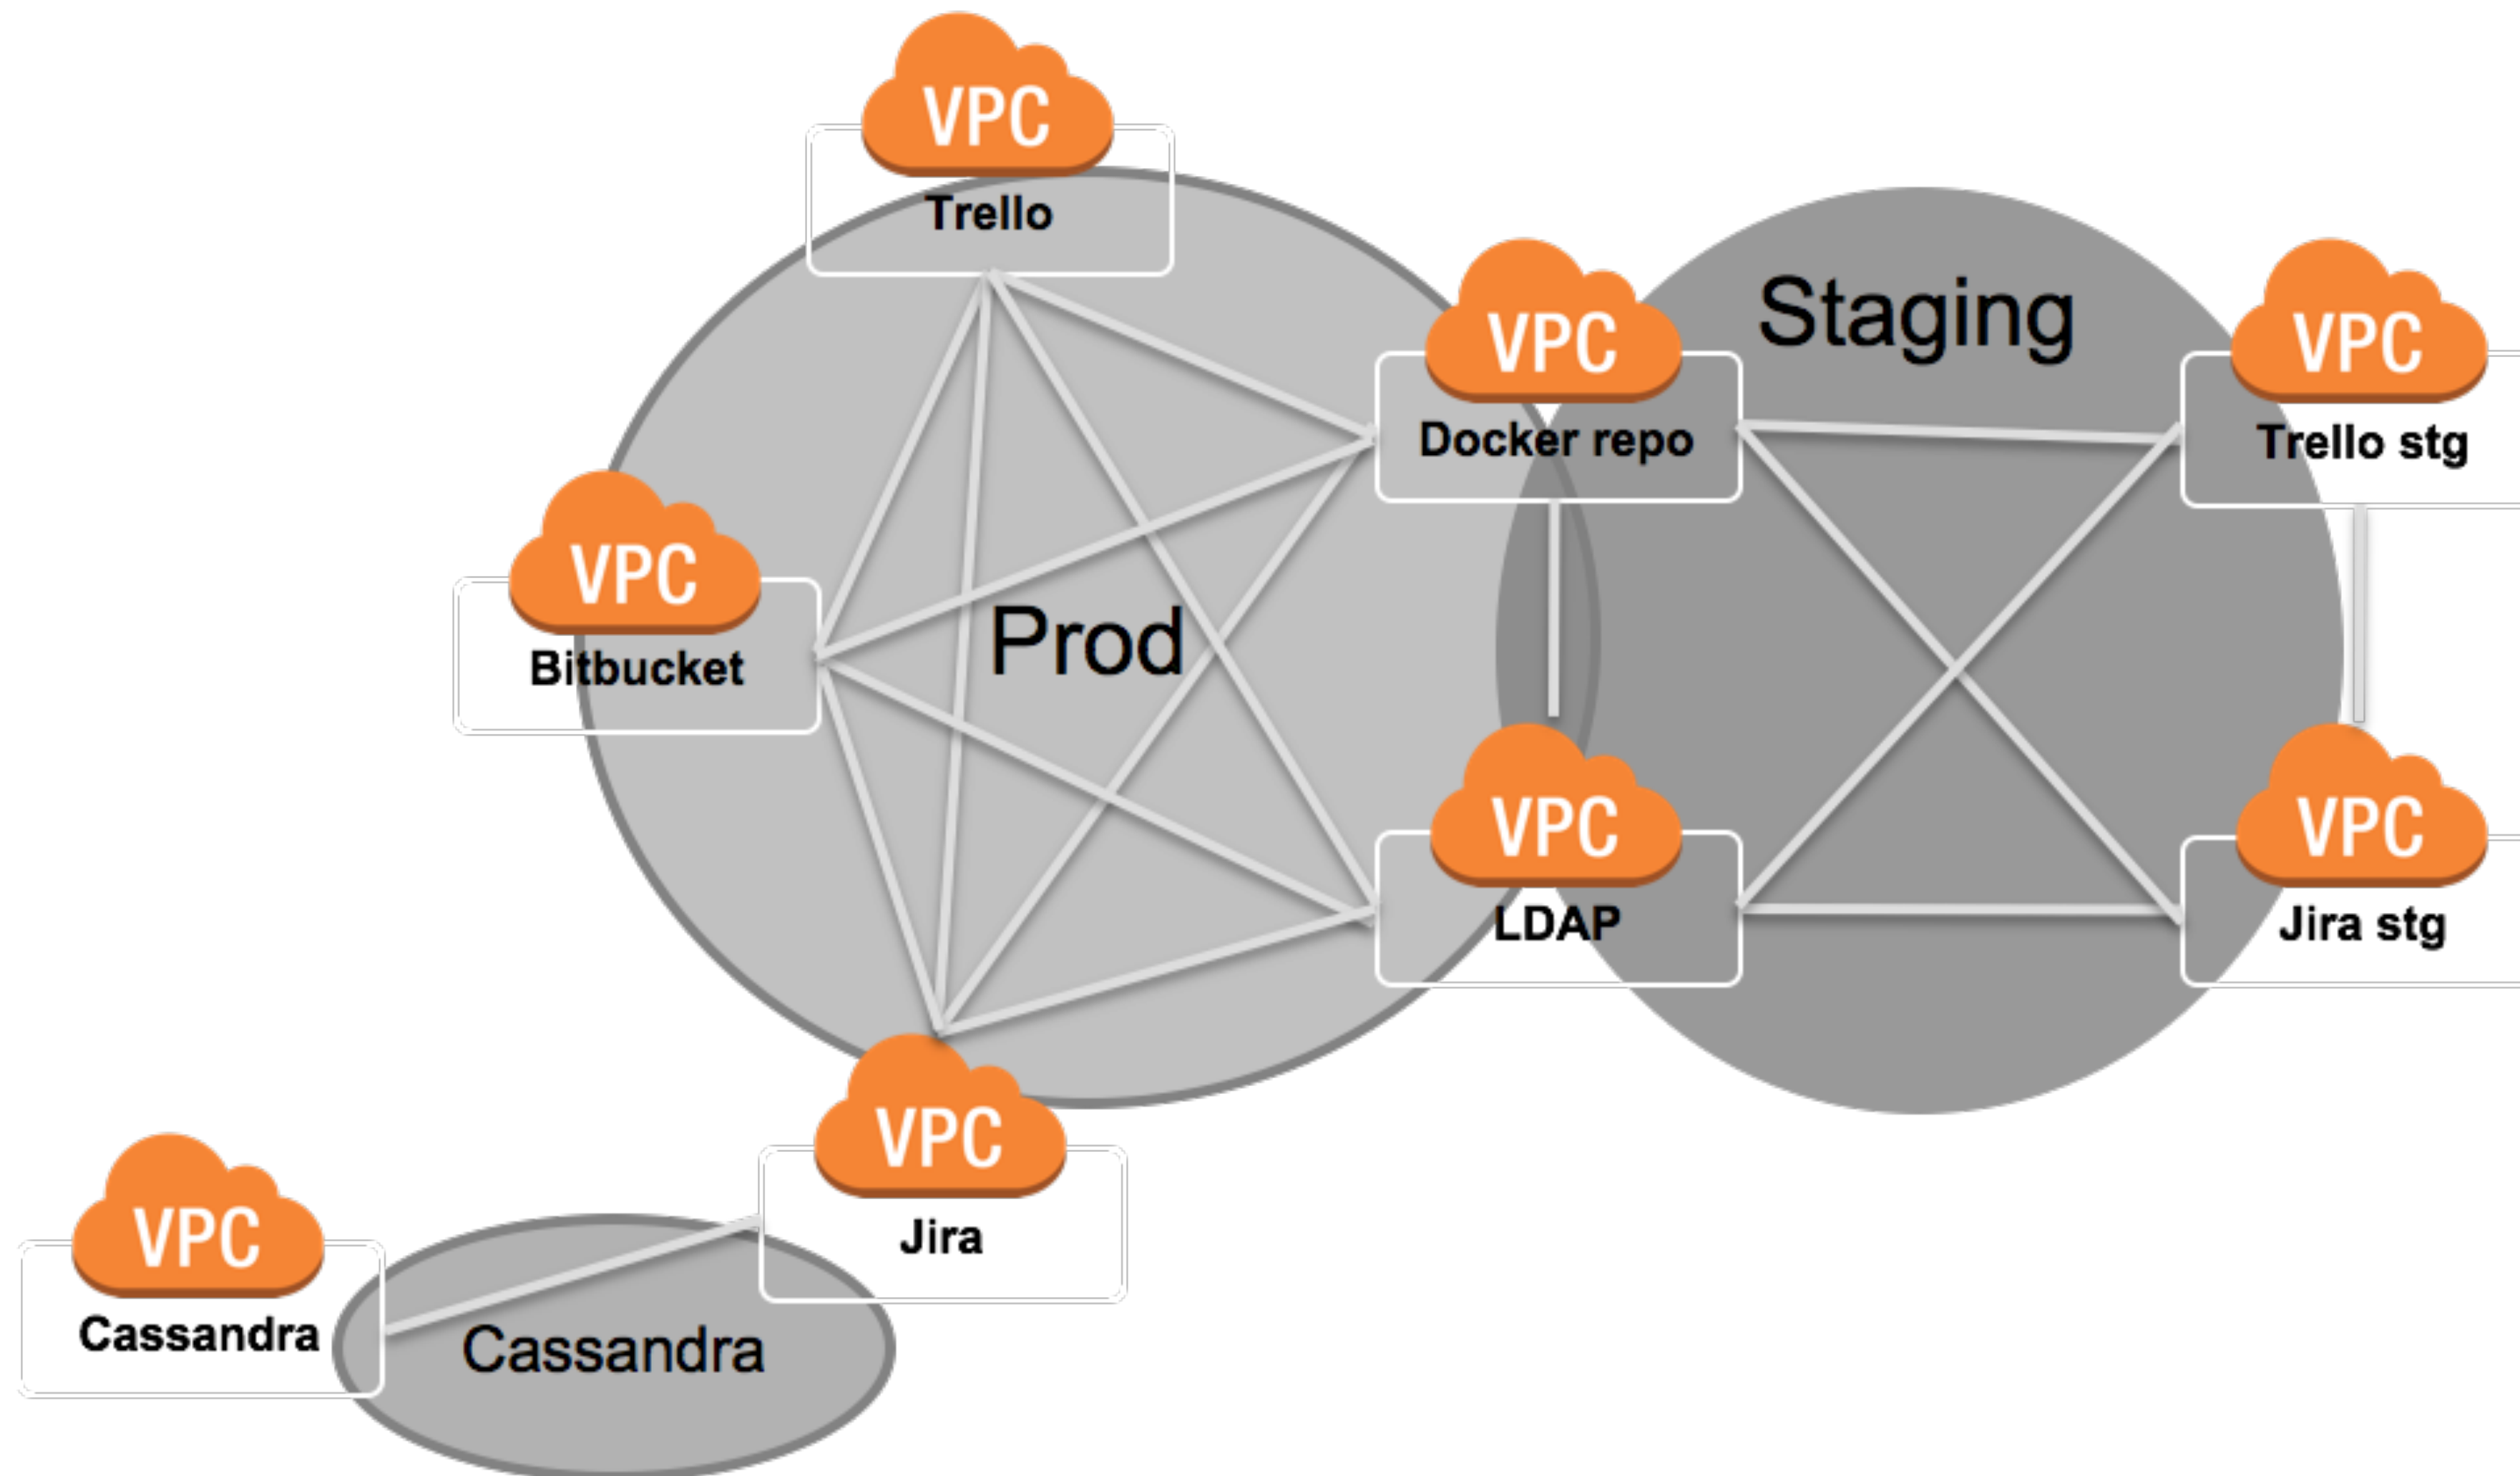 VPC
Trello
VPC
Docker repo
Staging
VPC
Trello stg
VPC
Bitbucket
Prod
VPC
LDAP
VPC
Jira stg
VPC
Jira
VPC
Cassandra
Cassandra